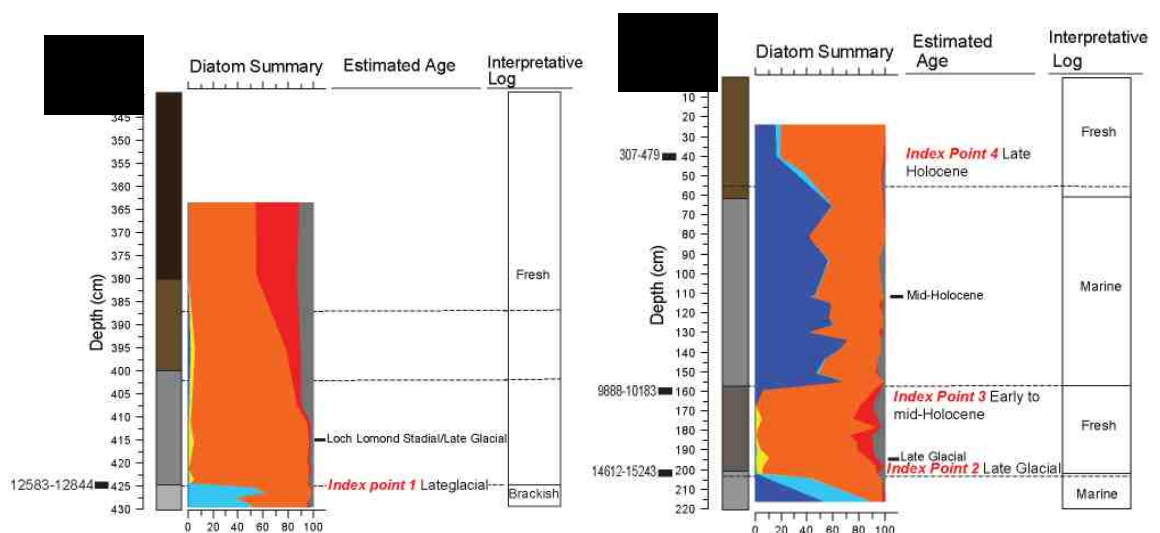 Diatom Summary
Estimated Age
Interpretative
Log
Depth (cm)
345
350
355
360
365
370
375
380
385
390
395
400
405
410
415
420
425
430
12583-12844
Loch Lomond Stadial/Late Glacial
Index point 1 Lateglacial
Fresh
Brackish
0 20 40 60 80 100
Diatom Summary
Estimated
Age
Interpretative
Log
Depth (cm)
10
20
30
40
50
60
70
80
90
100
110
120
130
140
150
160
170
180
190
200
210
220
307-479
9888-10183
14612-15243
Index Point 4 Late
Holocene
Mid-Holocene
Index Point 3 Early to
mid-Holocene
Late Glacial
Index Point 2 Late Glacial
Fresh
Marine
Fresh
Marine
0 20 40 60 80 100